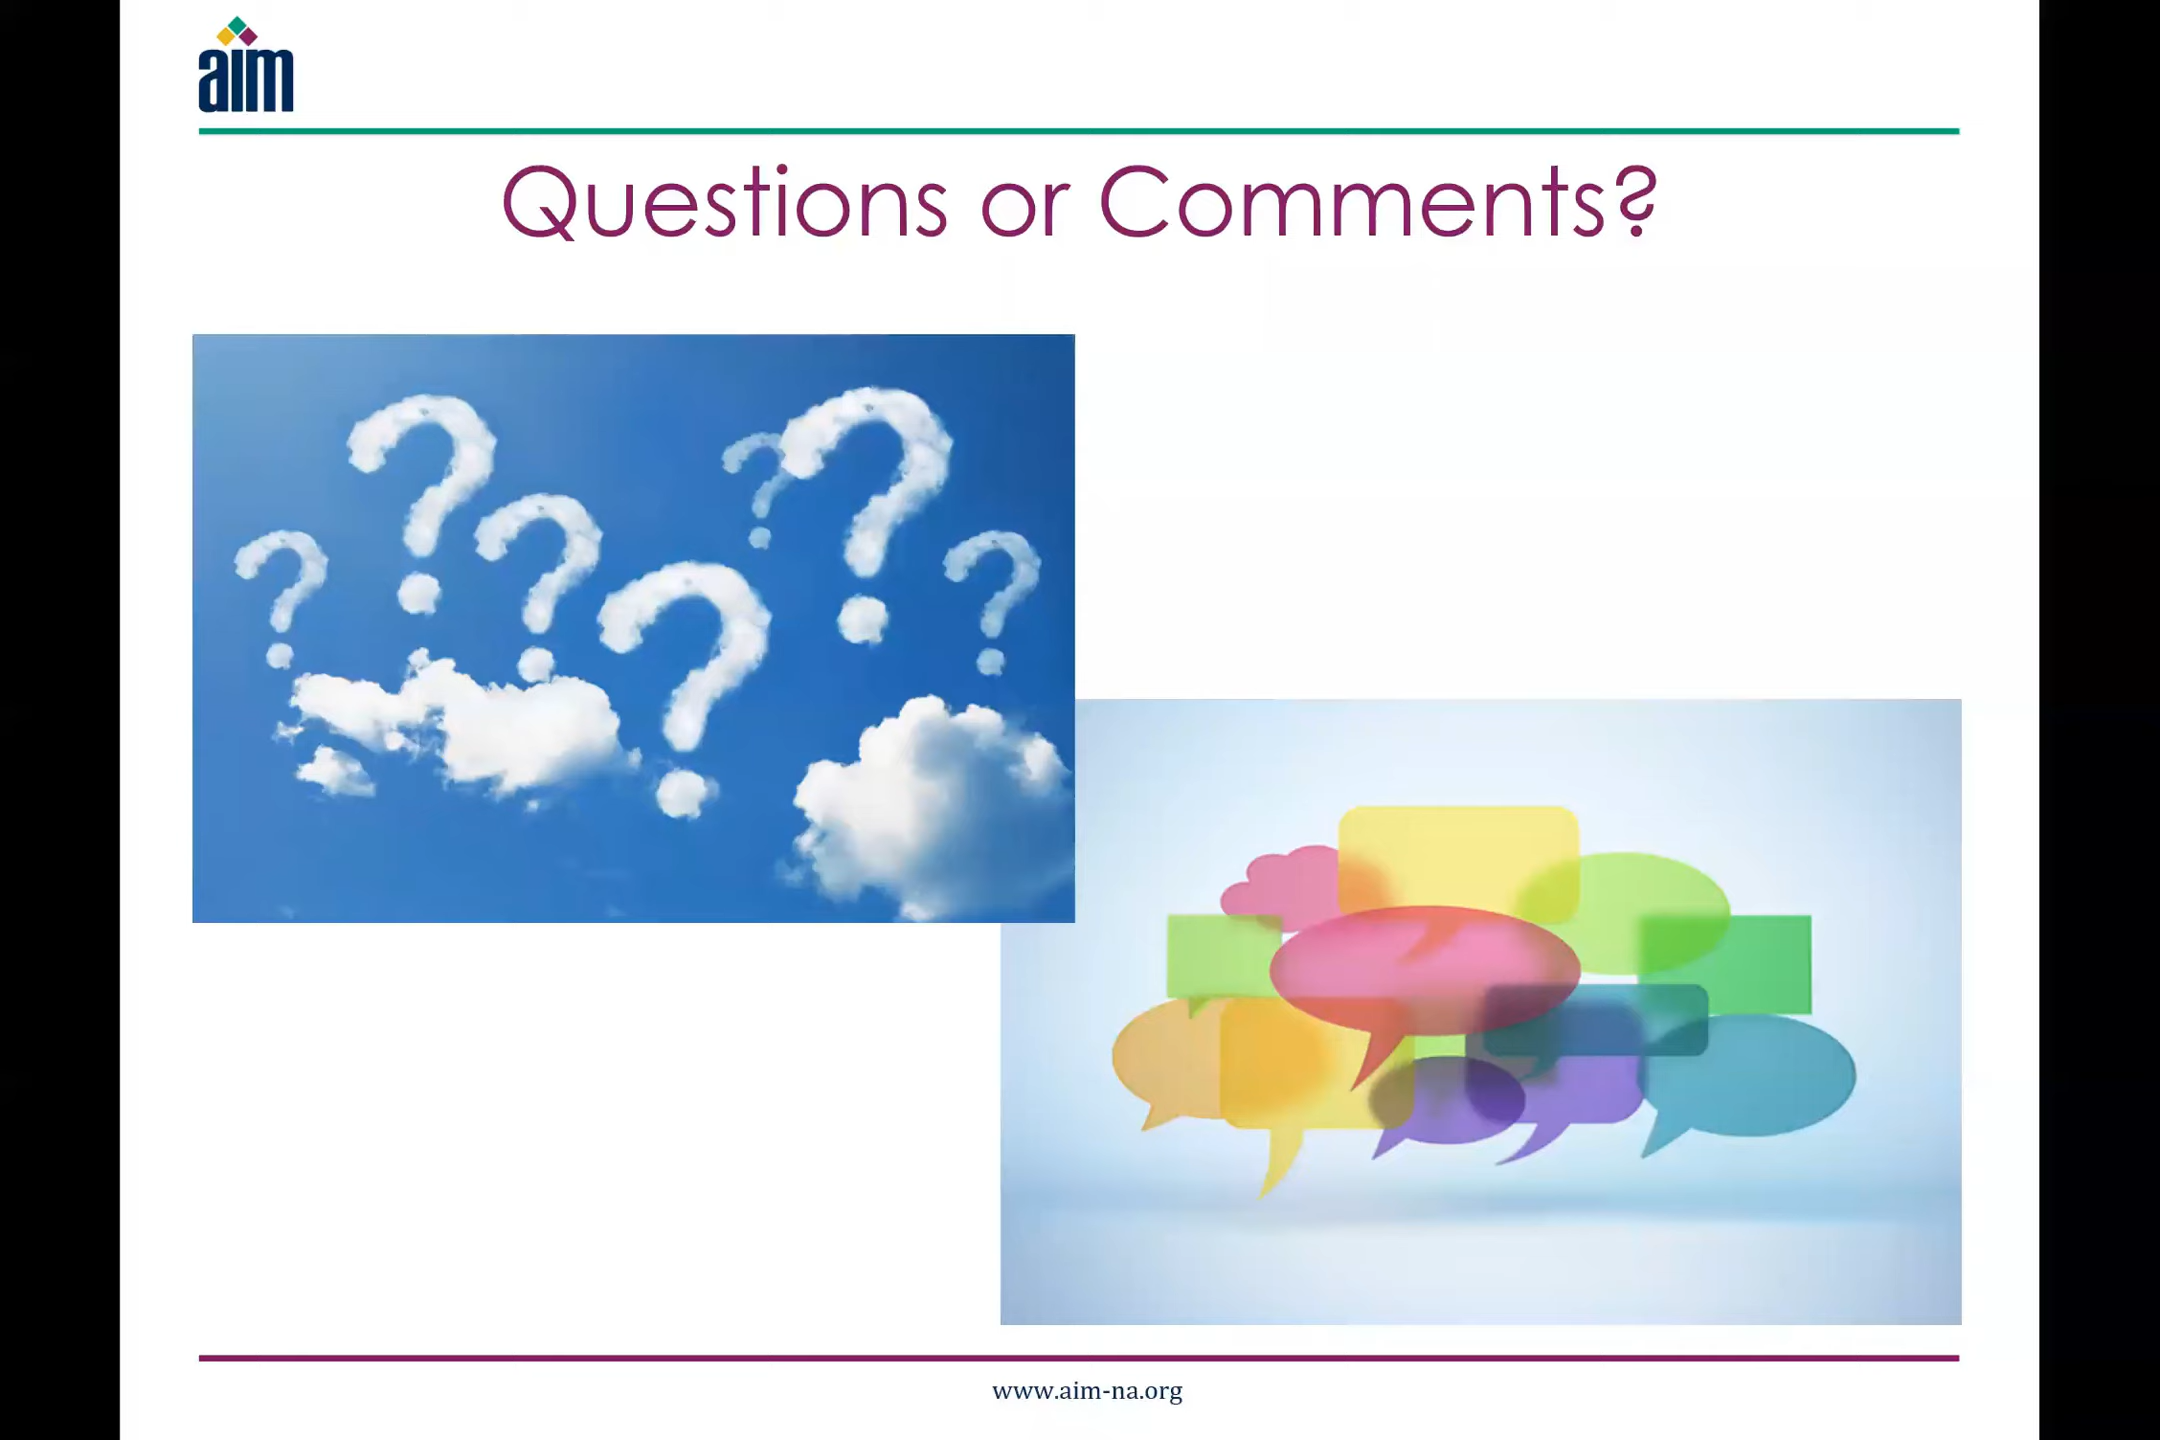 aim
Questions or Comments?
? ? ? ? ? ? ?
www.aim-na.org